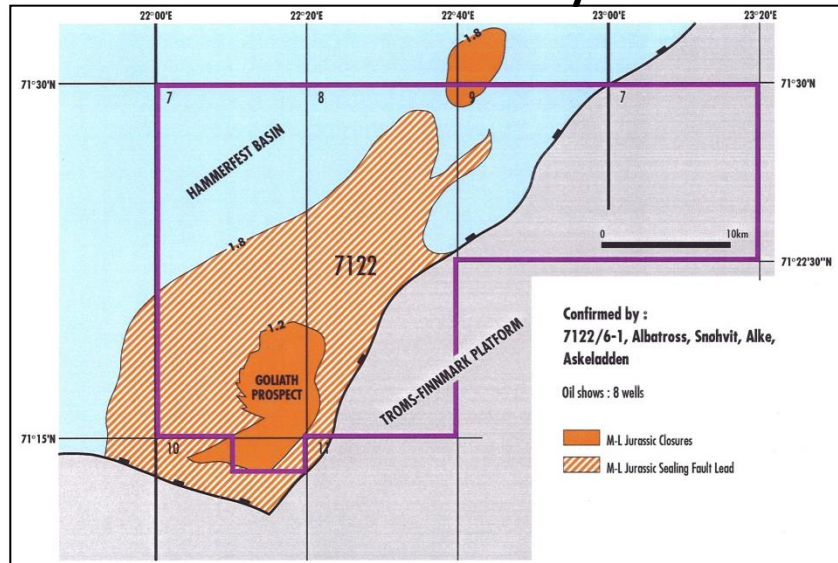 22°00' 22°20' 22°40' 23°00' 23°20'
1.8
71°30'N 71°30'N
7 8 9 7
HAMMERFEST BASIN
1.8
7122
0 10km
71°22'30"N
1.2
GOLIATH
PROSPECT
TROMS-FINNMARK PLATFORM
Confirmed by :
7122/6-1, Albatross, Snøhvit, Alke,
Askeladden
Oil shows : 8 wells
71°15'N
10 11
M-L Jurassic Closures
M-L Jurassic Sealing Fault Lead